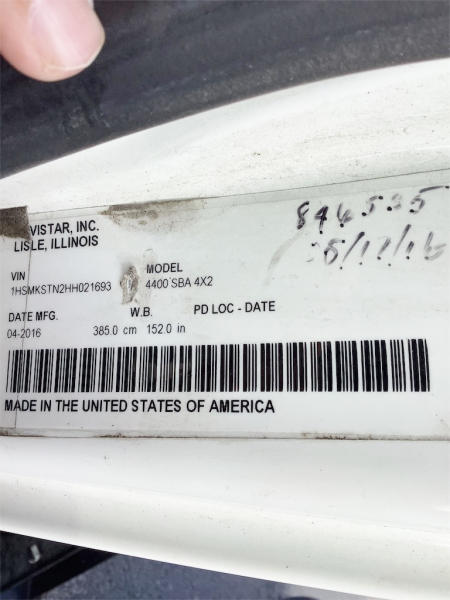 VISTAR, INC.
LISLE, ILLINOIS
846535
5/17/16
VIN
MODEL
1HSMKSTN2HH021693
4400 SBA 4X2
DATE MFG. W.B. PD LOC - DATE
04-2016 385.0 cm 152.0 in
MADE IN THE UNITED STATES OF AMERICA